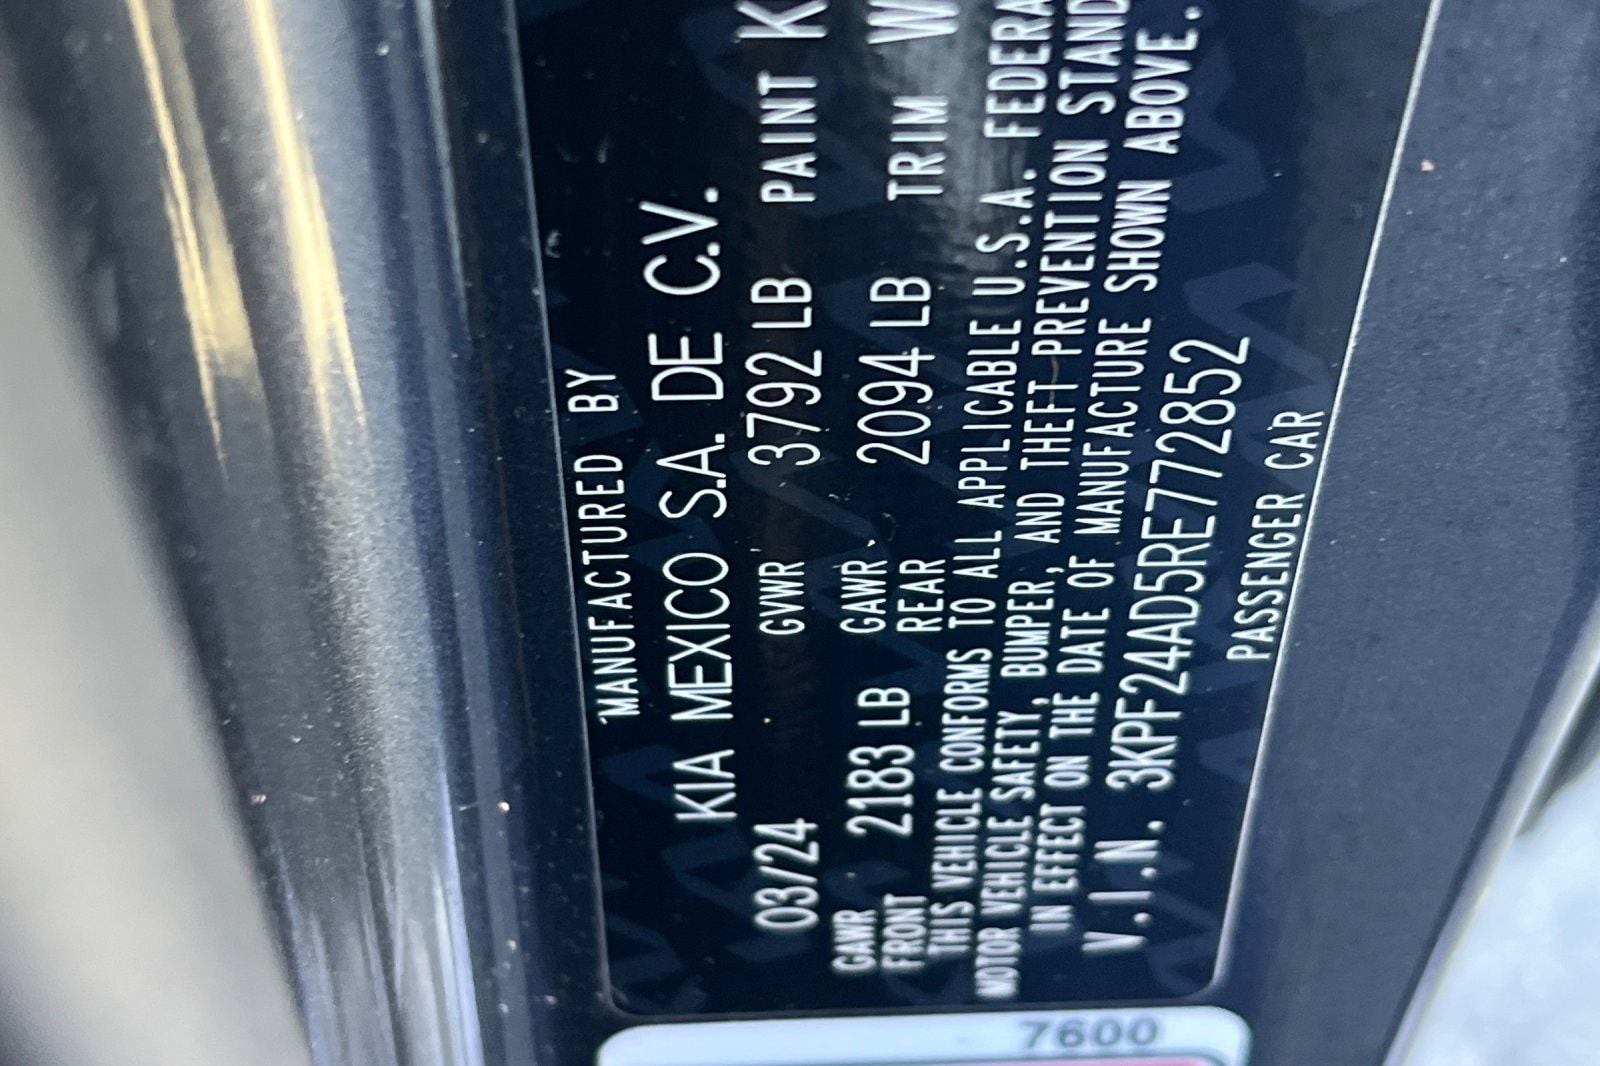 MANUFACTURED BY
KIA MEXICO S.A. DE C.V.
03/24 GVWR 3792 LB PAINT K
GAWR FRONT 2183 LB GAWR REAR 2094 LB TRIM W
THIS VEHICLE CONFORMS TO ALL APPLICABLE U.S.A. FEDERA
MOTOR VEHICLE SAFETY, BUMPER, AND THEFT PREVENTION STAND
IN EFFECT ON THE DATE OF MANUFACTURE SHOWN ABOVE.
V.I.N. 3KPF24AD5RE772852
PASSENGER CAR
7600